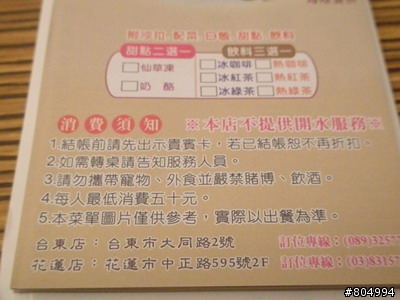 附沙拉 配菜 白飯 甜點 飲料
甜點二選一 飲料三選一
□仙草凍 □冰咖啡 □熱咖啡
□冰紅茶 □熱紅茶
□奶 酪 □冰綠茶 □熱綠茶
消費須知 ※本店不提供開水服務※
1.結帳前請先出示貴賓卡，若已結帳恕不再折扣。
2.如需轉桌請告知服務人員。
3.請勿攜帶寵物、外食並嚴禁賭博、飲酒。
4.每人最低消費五十元。
5.本菜單圖片僅供參考，實際以出餐為準。
台東店：台東市大同路2號 訂位專線：(089)3257
花蓮店：花蓮市中正路595號2F 訂位專線：(03)8315
#804994